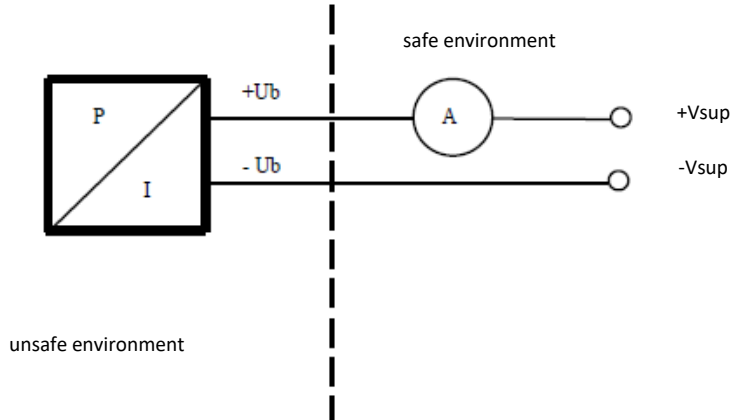 safe environment
+Ub
P
A
+Vsup
- Ub
-Vsup
I
unsafe environment